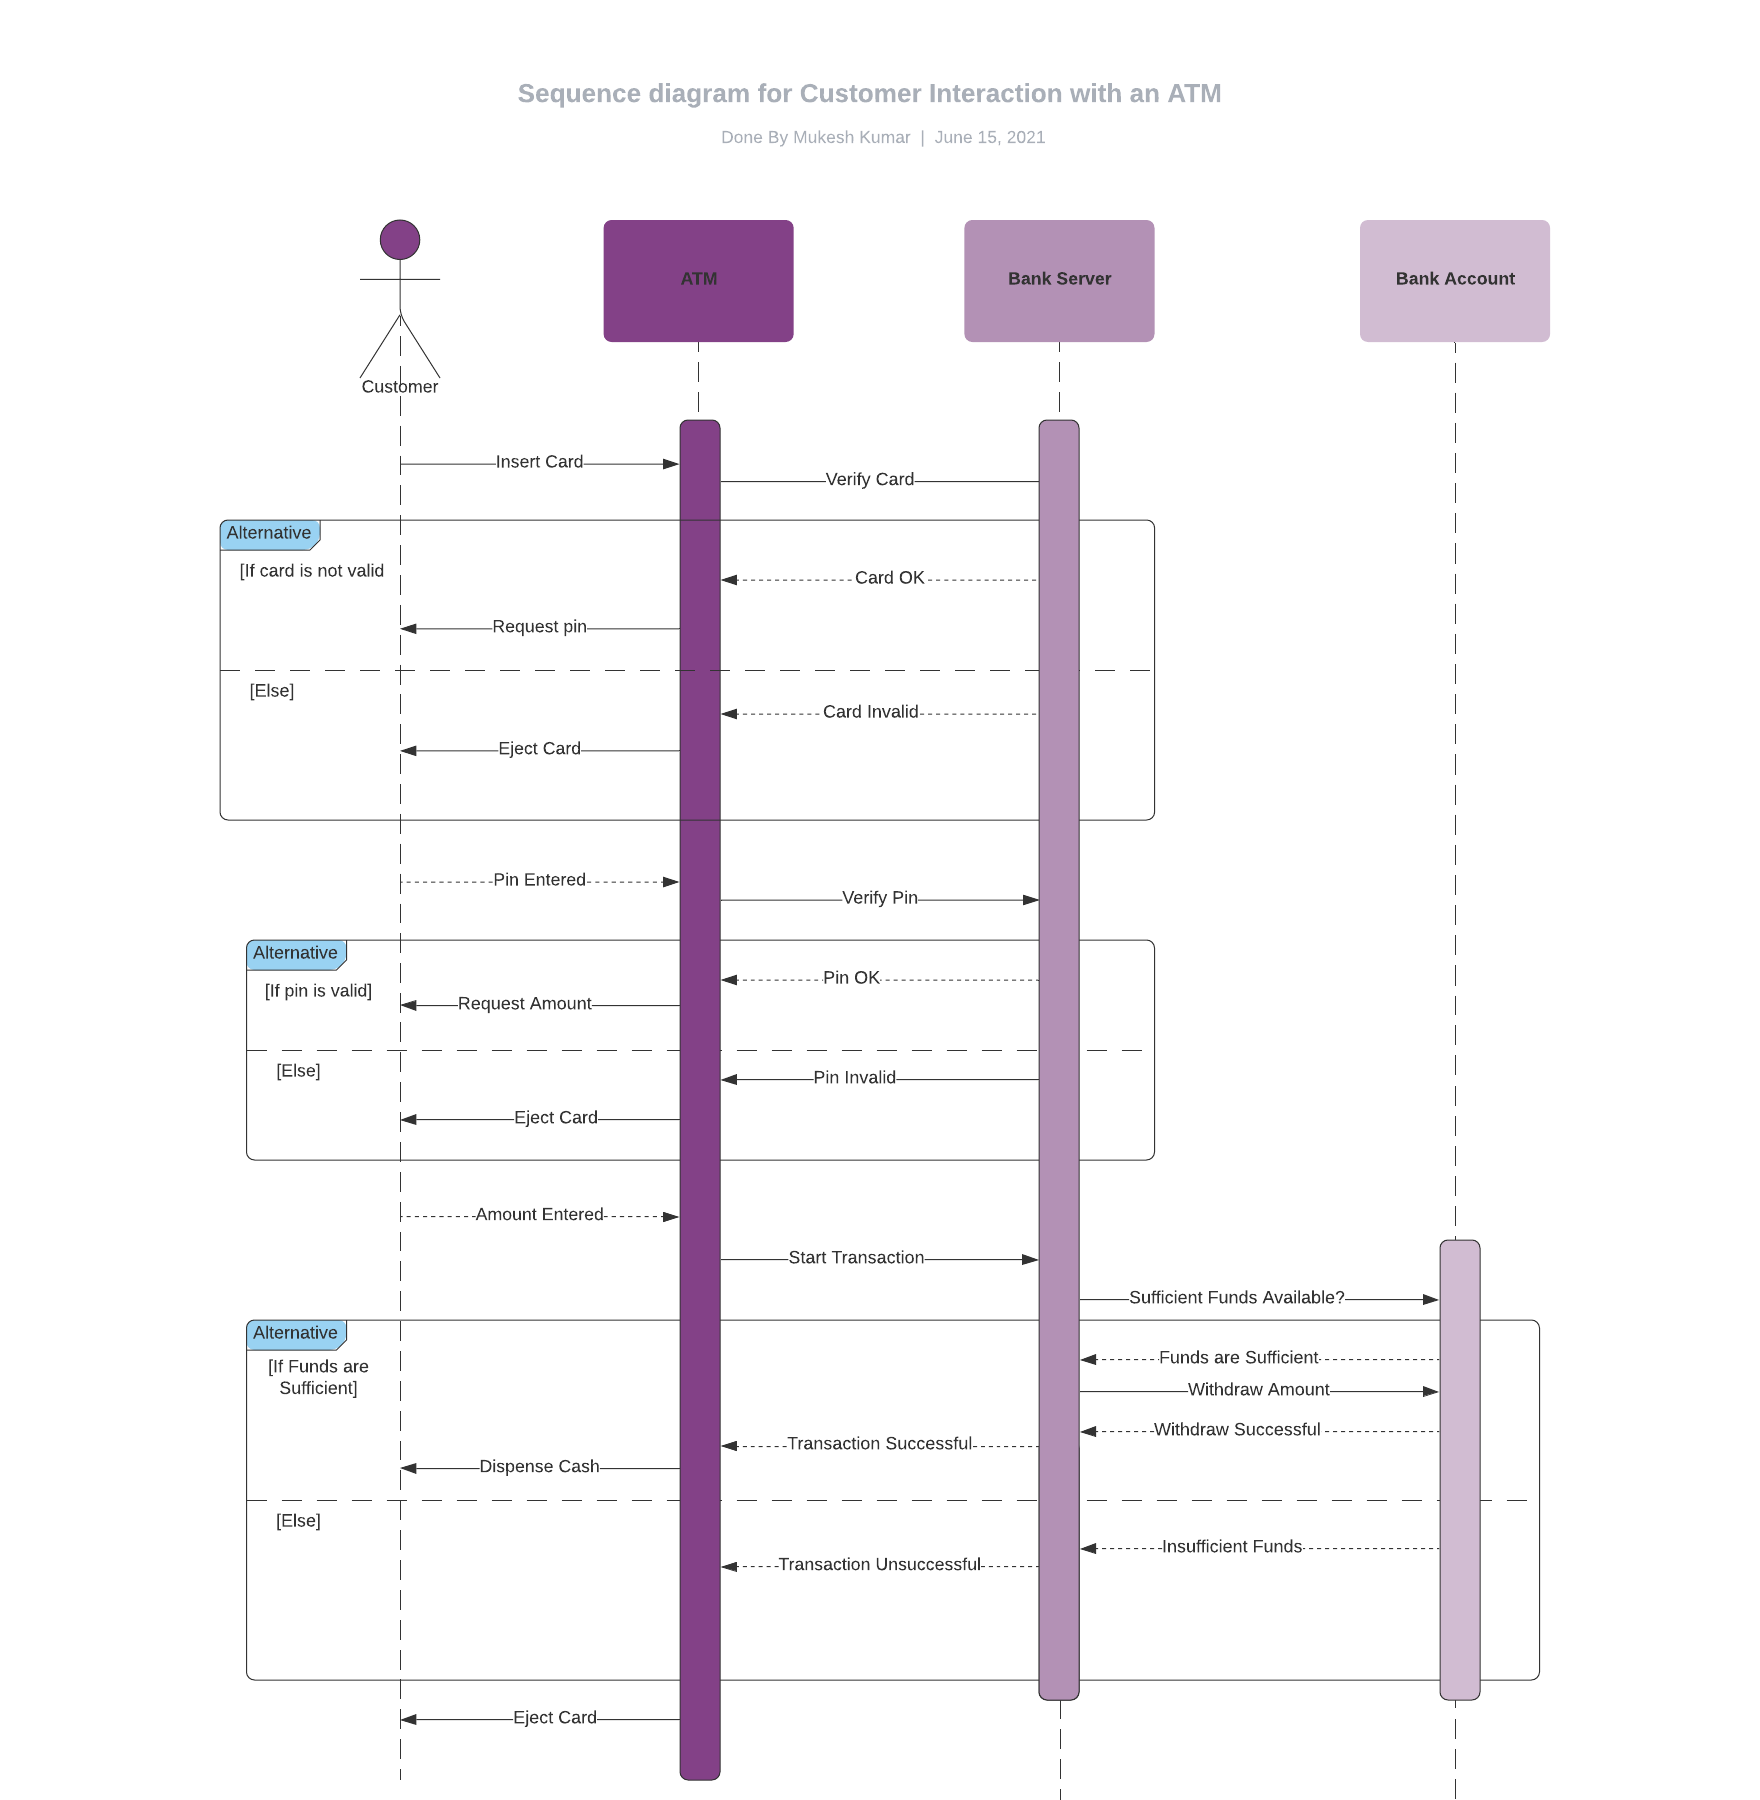 Sequence diagram for Customer Interaction with an ATM
Done By Mukesh Kumar | June 15, 2021
ATM
Bank Server
Bank Account
Customer
Insert Card
Verify Card
Alternative
[If card is not valid
Card OK
Request pin
[Else]
Card Invalid
Eject Card
Pin Entered
Verify Pin
Alternative
Pin OK
[If pin is valid]
Request Amount
[Else]
Pin Invalid
Eject Card
Amount Entered
Start Transaction
Sufficient Funds Available?
Alternative
Funds are Sufficient
[If Funds are
Sufficient]
Withdraw Amount
Withdraw Successful
Transaction Successful
Dispense Cash
[Else]
Insufficient Funds
Transaction Unsuccessful
Eject Card